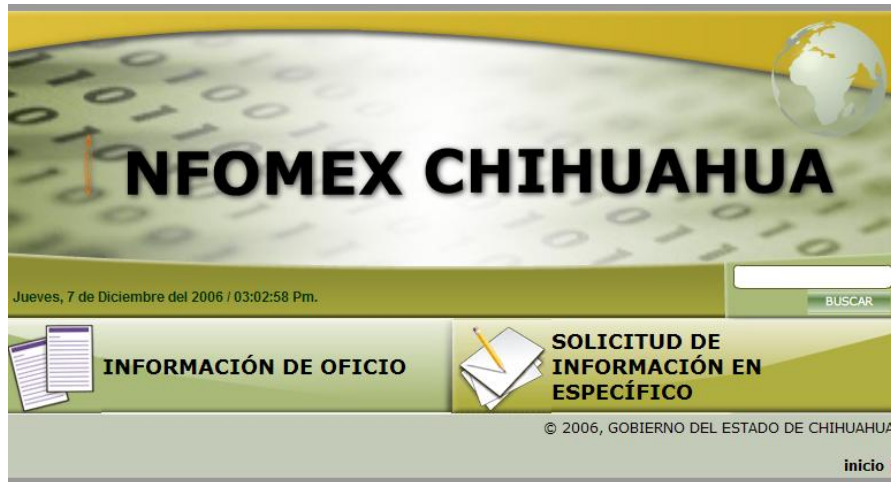 INFOMEX CHIHUAHUA
Jueves, 7 de Diciembre del 2006 / 03:02:58 Pm.
BUSCAR
INFORMACIÓN DE OFICIO
SOLICITUD DE
INFORMACIÓN EN
ESPECÍFICO
© 2006, GOBIERNO DEL ESTADO DE CHIHUAHUA
inicio